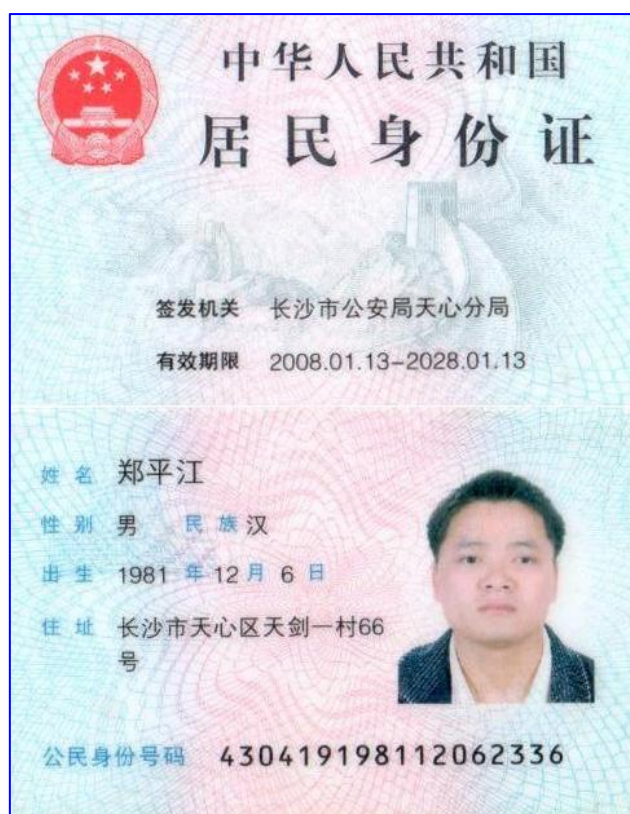 中华人民共和国
居民身份证
签发机关 长沙市公安局天心分局
有效期限 2008.01.13-2028.01.13
姓名 郑平江
性别 男 民族 汉
出生 1981 年 12 月 6 日
住址 长沙市天心区天剑一村66
号
公民身份号码 430419198112062336